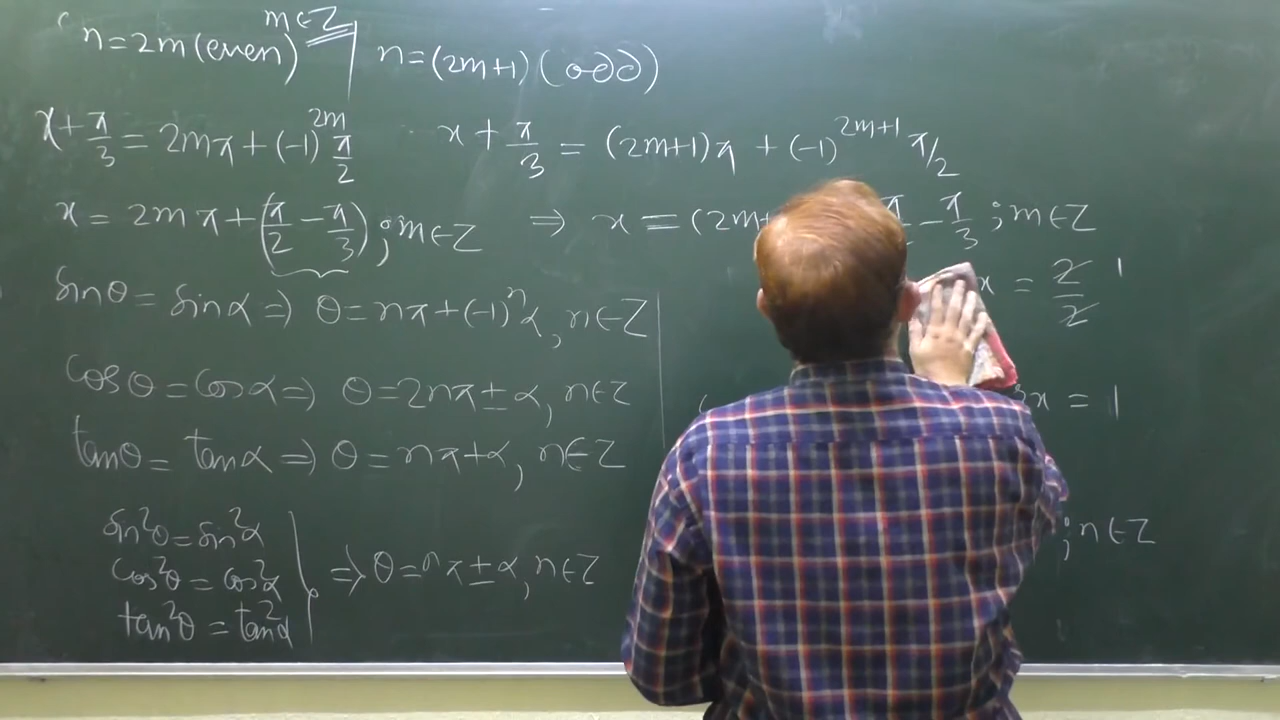 n=2m(even) m∈Z | n=(2m+1)(odd)
x+π/3=2mπ+(-1)^2m π/2    x+π/3=(2m+1)π+(-1)^2m+1 π/2
x=2mπ+(π/2-π/3);m∈Z ⇒ x=(2m π/3;m∈Z
sinθ=sinα⇒ θ=nπ+(-1)^n α,n∈Z    x=2/2 1
cosθ=cosα⇒ θ=2nπ±α,n∈Z    x=1
tanθ=tanα⇒ θ=nπ+α,n∈Z
sin²θ=sin²α    ;n∈Z
cos²θ=cos²α ⇒θ=nπ±α,n∈Z
tan²θ=tan²α